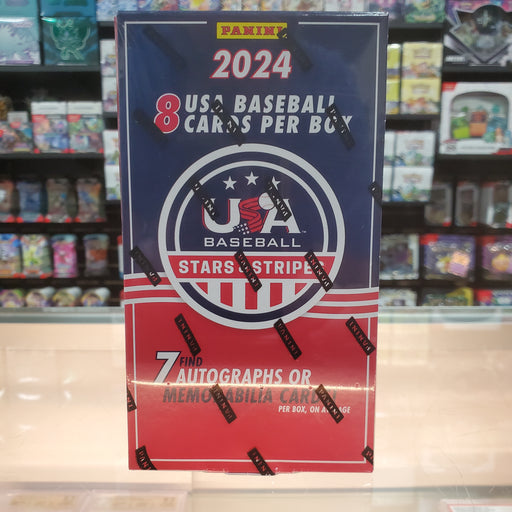 PANINI
2024
8 USA BASEBALL
CARDS PER BOX
USA
BASEBALL
STARS & STRIPES
7 FIND
AUTOGRAPHS OR
MEMORABILIA CARDS
PER BOX, ON AVERAGE